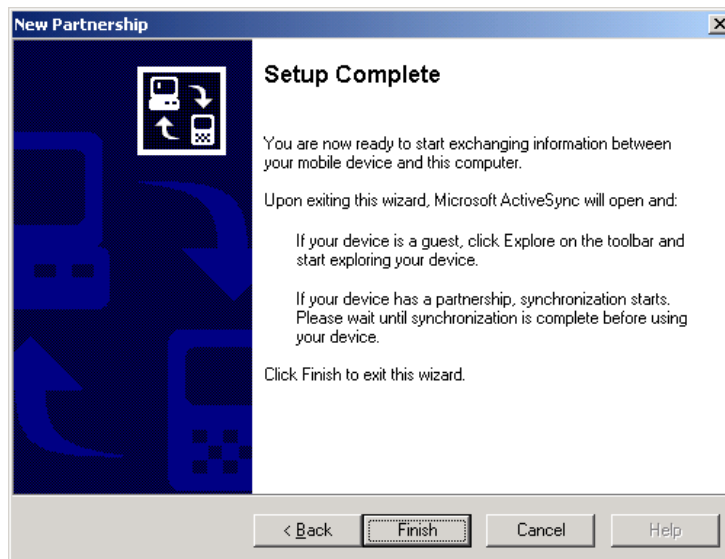 New Partnership
Setup Complete
You are now ready to start exchanging information between
your mobile device and this computer.
Upon exiting this wizard, Microsoft ActiveSync will open and:
If your device is a guest, click Explore on the toolbar and
start exploring your device.
If your device has a partnership, synchronization starts.
Please wait until synchronization is complete before using
your device.
Click Finish to exit this wizard.
< Back Finish Cancel Help